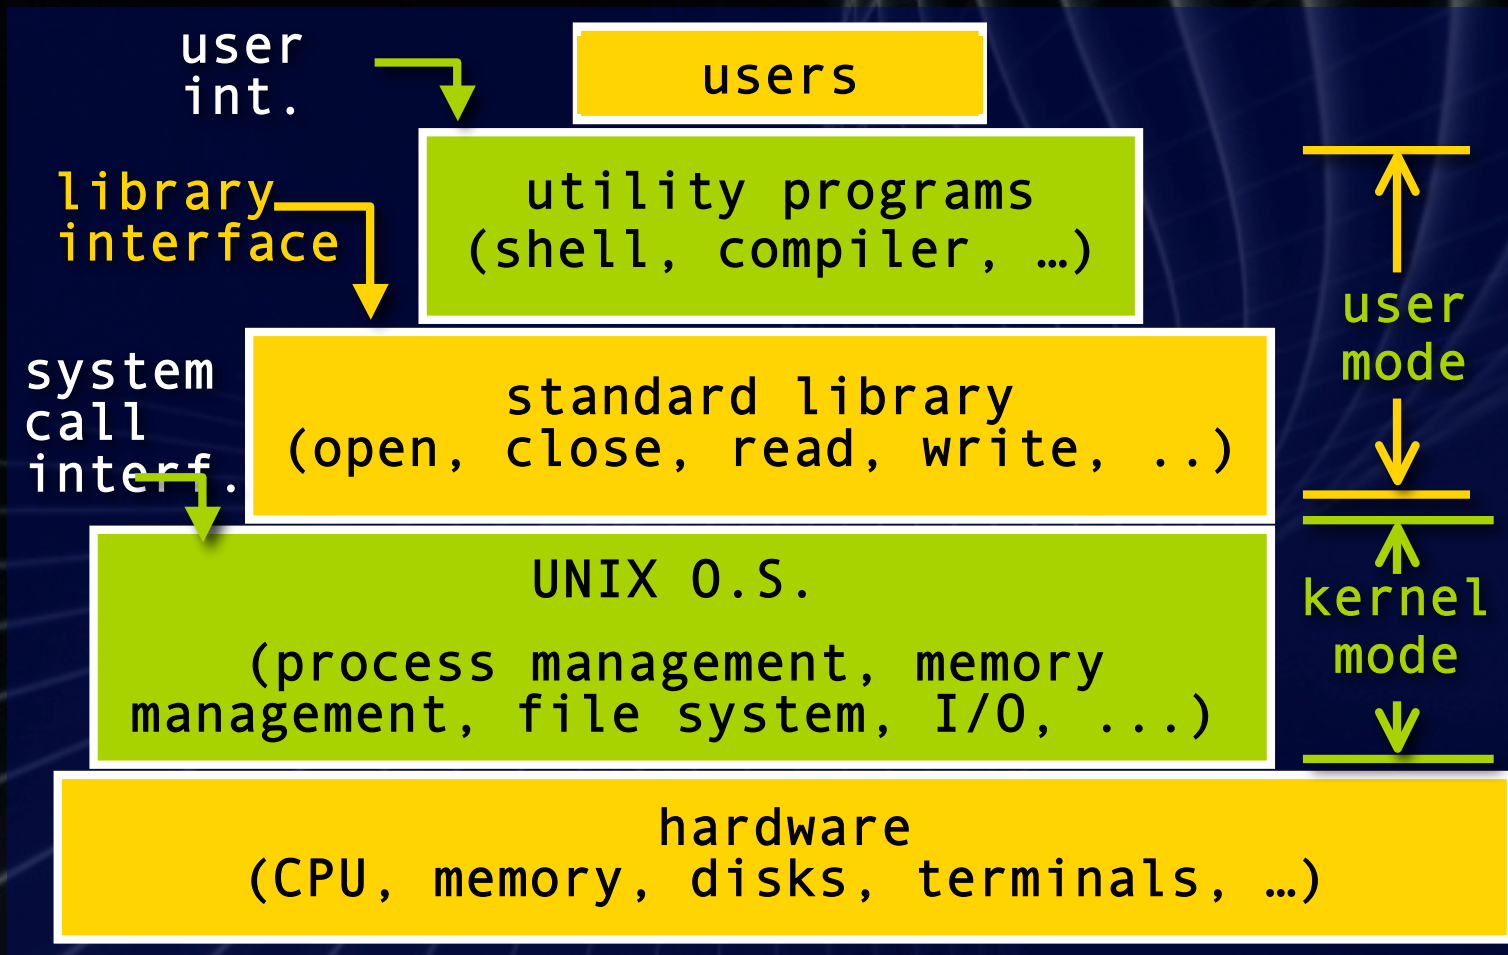 user
int.
users
library
interface
utility programs
(shell, compiler, …)
user
mode
system
call
interf.
standard library
(open, close, read, write, ..)
UNIX O.S.
(process management, memory
management, file system, I/O, ...)
kernel
mode
hardware
(CPU, memory, disks, terminals, …)